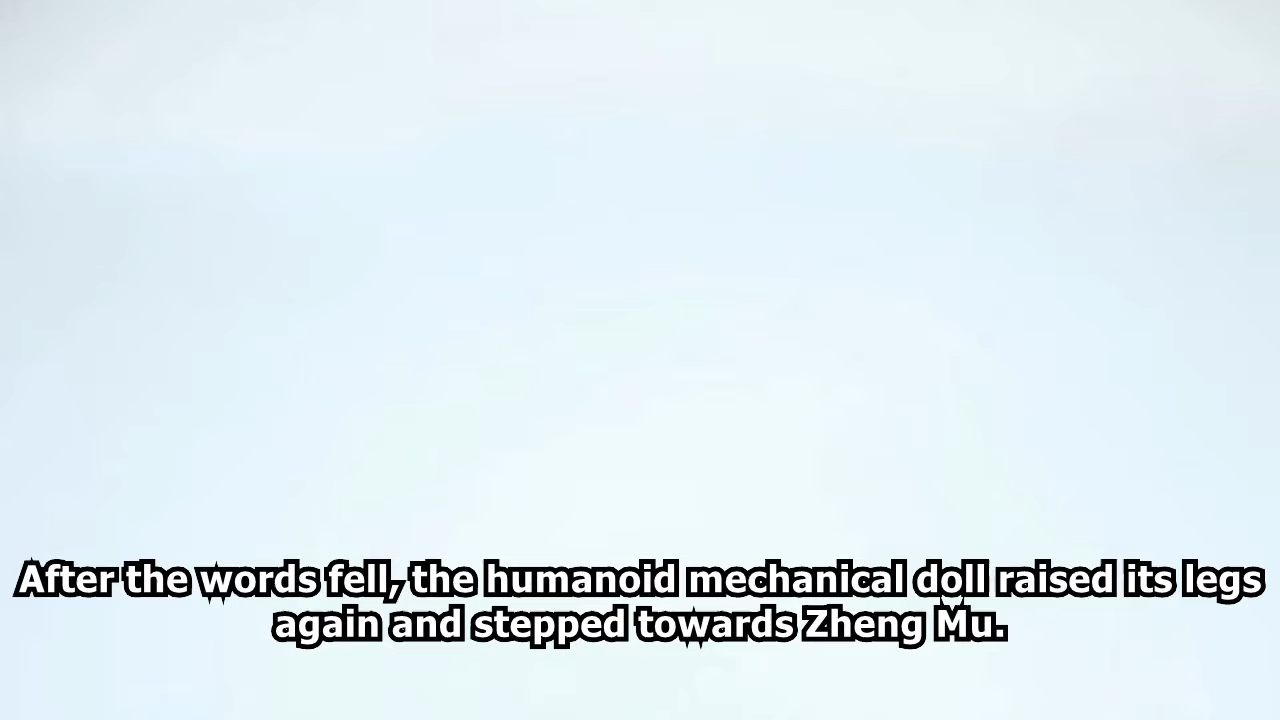 After the words fell, the humanoid mechanical doll raised its legs
again and stepped towards Zheng Mu.